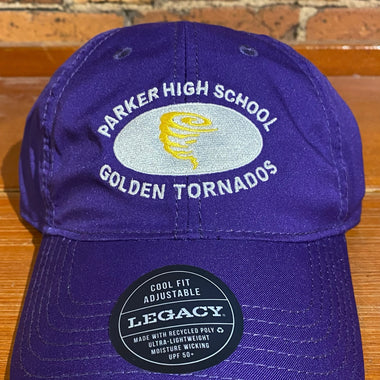 PARKER HIGH SCHOOL
GOLDEN TORNADOS
COOL FIT
ADJUSTABLE
LEGACY
MADE WITH RECYCLED POLY
ULTRA-LIGHTWEIGHT
MOISTURE WICKING
UPF 50+